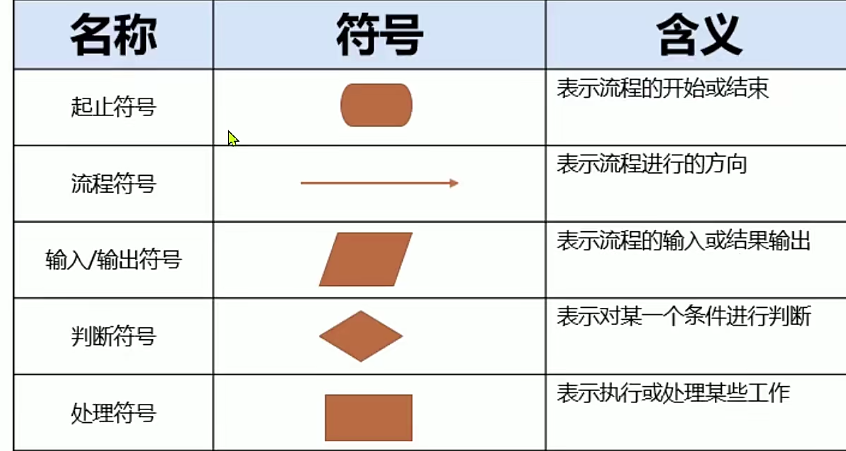 名称 符号 含义
起止符号 表示流程的开始或结束
流程符号 表示流程进行的方向
输入/输出符号 表示流程的输入或结果输出
判断符号 表示对某一个条件进行判断
处理符号 表示执行或处理某些工作